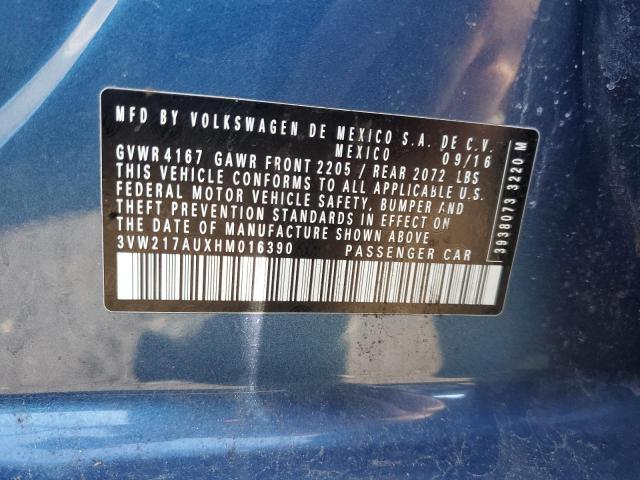 MFD BY VOLKSWAGEN DE MEXICO S.A. DE C.V.
MEXICO 09/16
GVWR 4167 GAWR FRONT 2205 / REAR 2072 LBS
THIS VEHICLE CONFORMS TO ALL APPLICABLE U.S.
FEDERAL MOTOR VEHICLE SAFETY, BUMPER AND
THEFT PREVENTION STANDARDS IN EFFECT ON
THE DATE OF MANUFACTURE SHOWN ABOVE.
3VW217AUXHM016390 PASSENGER CAR
3938073 3220 M